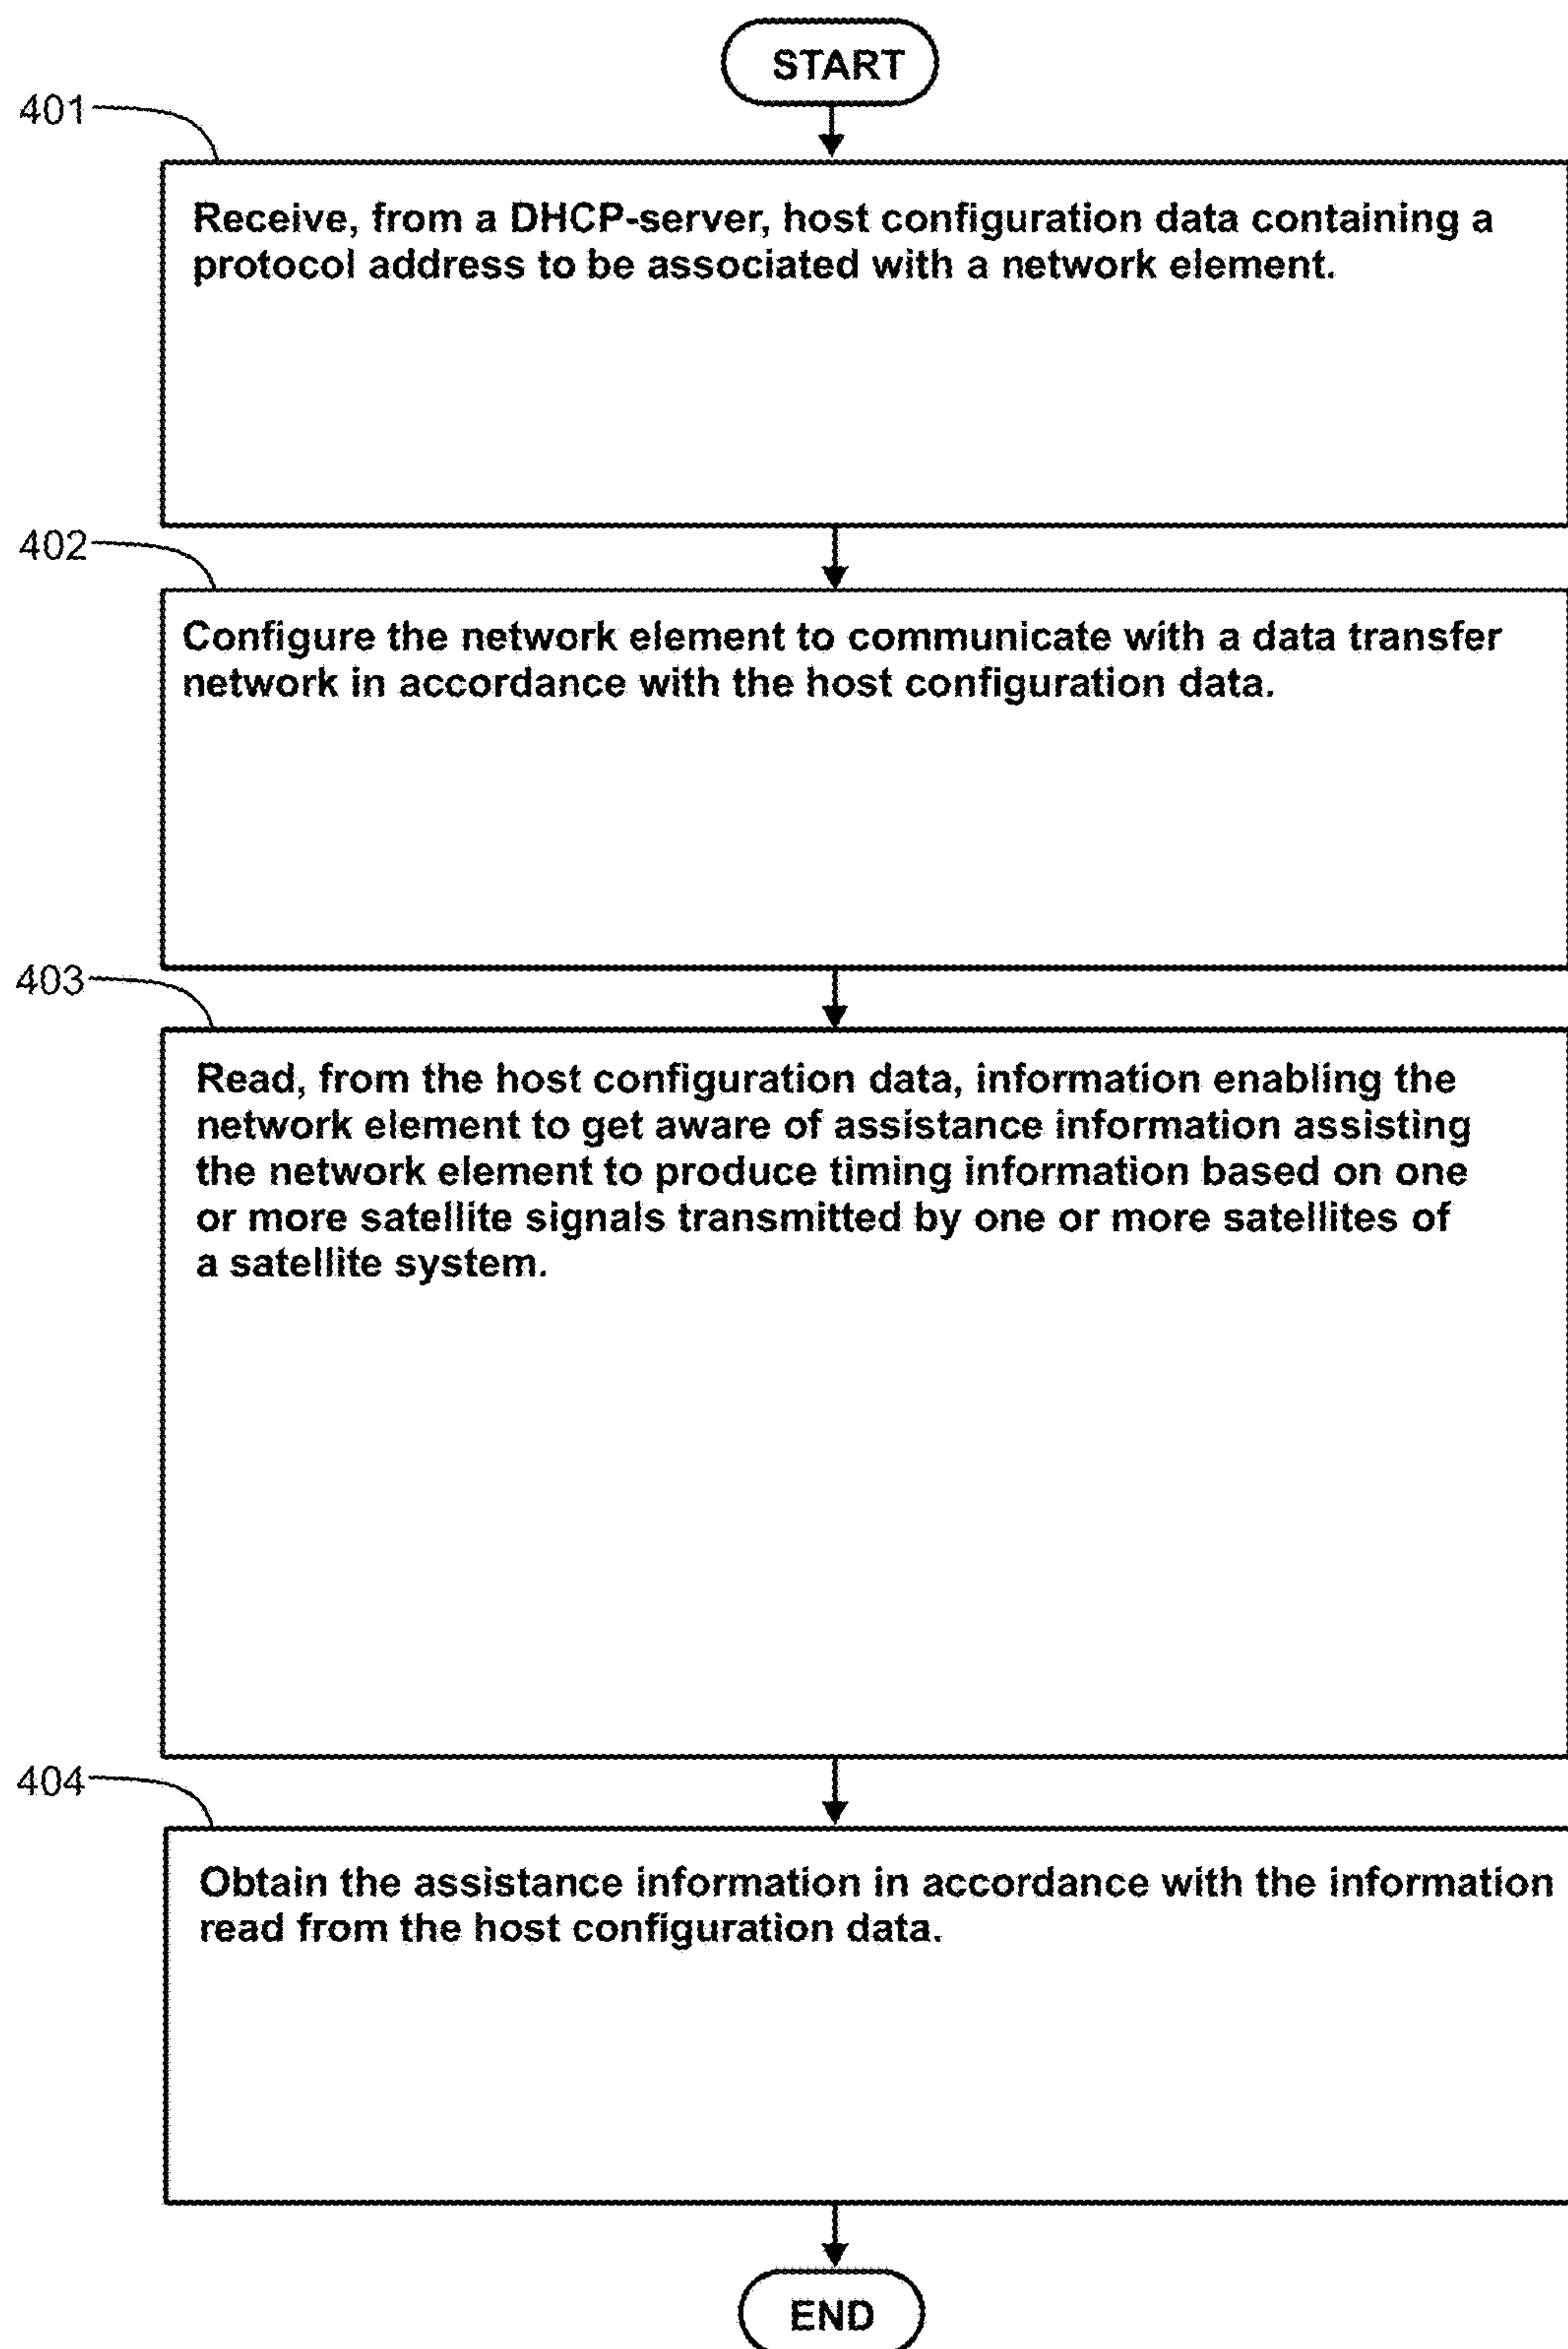 START
401
Receive, from a DHCP-server, host configuration data containing a
protocol address to be associated with a network element.
402
Configure the network element to communicate with a data transfer
network in accordance with the host configuration data.
403
Read, from the host configuration data, information enabling the
network element to get aware of assistance information assisting
the network element to produce timing information based on one
or more satellite signals transmitted by one or more satellites of
a satellite system.
404
Obtain the assistance information in accordance with the information
read from the host configuration data.
END